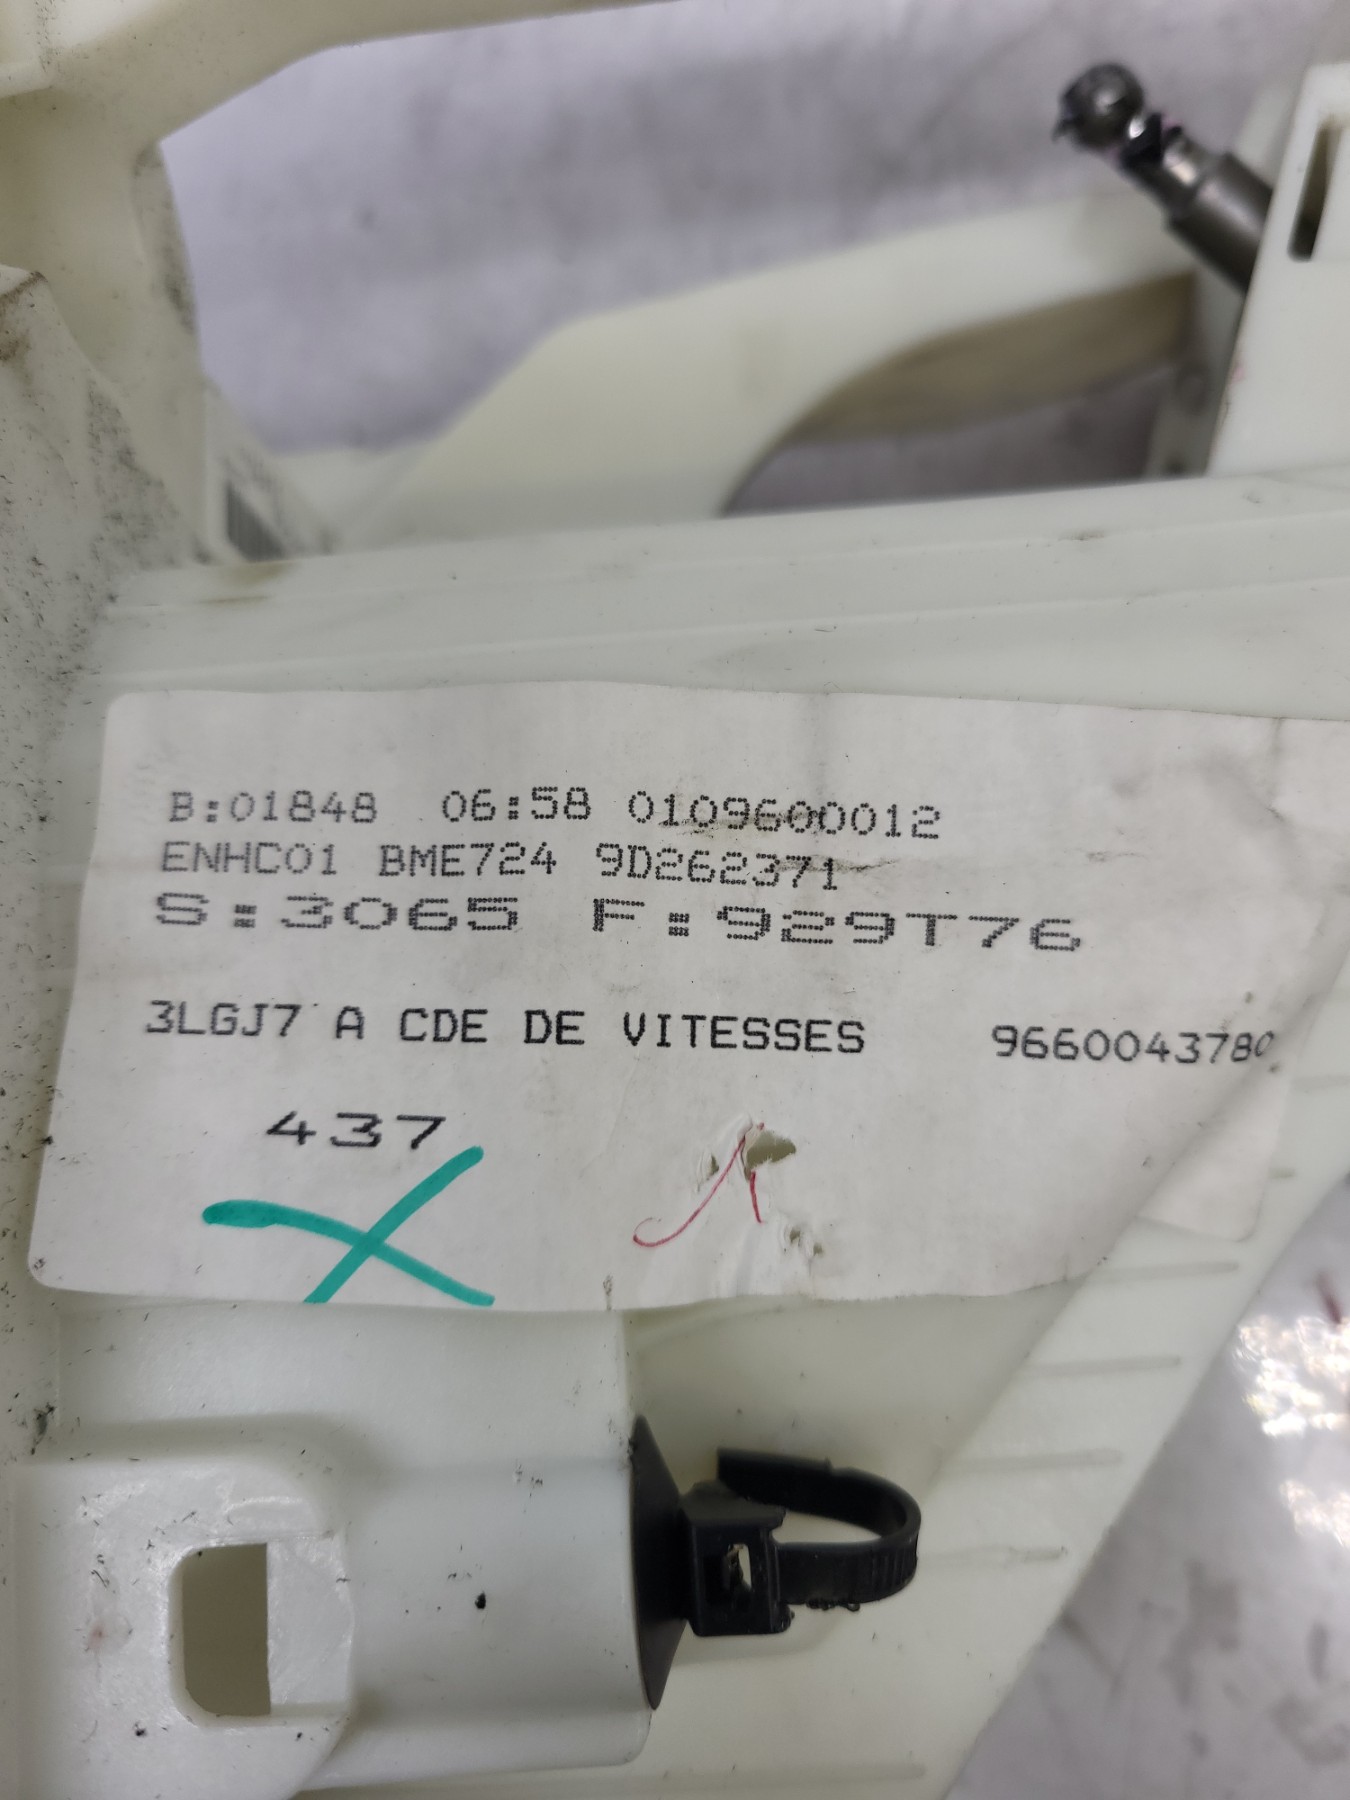 B:01848 06:58 0109600012
ENHC01 BME724 9D262371
S:3065 F:929T76
3LGJ7 A CDE DE VITESSES 9660043780
437